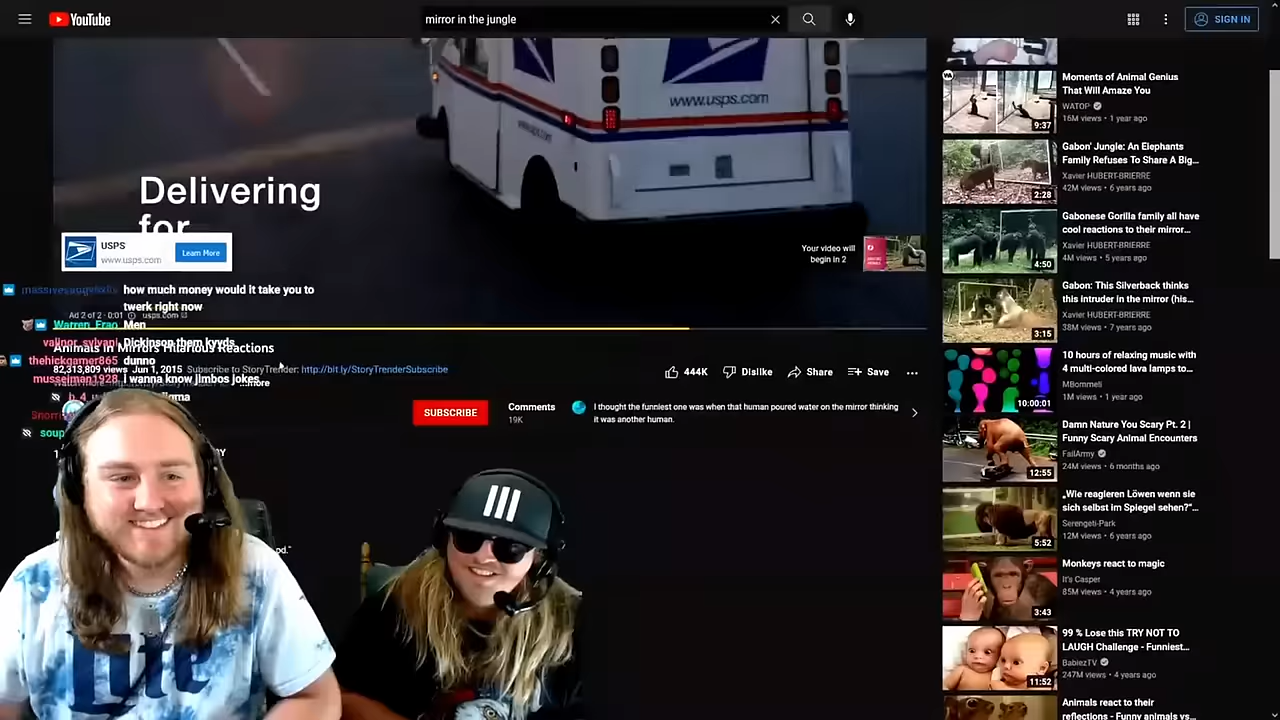 YouTube
mirror in the jungle
SIGN IN
www.usps.com
Delivering
for
USPS
www.usps.com
Learn More
Your video will
begin in 2
how much money would it take you to
twerk right now
Ad 2 of 2 · 0:01
usps.com
Warren_Frao Men
valinor_sylvani Dickinson them kyyds
Animals in Mirrors Hilarious Reactions
thehickgamer865 dunno
82,313,809 views Jun 1, 2015 Subscribe to StoryTrender: http://bit.ly/StoryTrenderSubscribe
musseiman1928 I wanna know jimbos jokes
...more
444K
Dislike
Share
Save
SUBSCRIBE
Comments
19K
I thought the funniest one was when that human poured water on the mirror thinking
it was another human.
soup
Moments of Animal Genius
That Will Amaze You
WATOP
16M views • 1 year ago
9:37
Gabon' Jungle: An Elephants
Family Refuses To Share A Big...
Xavier HUBERT-BRIERRE
42M views • 6 years ago
2:28
Gabonese Gorilla family all have
cool reactions to their mirror...
Xavier HUBERT-BRIERRE
4M views • 5 years ago
4:50
Gabon: This Silverback thinks
this intruder in the mirror (his...
Xavier HUBERT-BRIERRE
38M views • 7 years ago
3:15
10 hours of relaxing music with
4 multi-colored lava lamps to...
MBommeli
1M views • 1 year ago
10:00:01
Damn Nature You Scary Pt. 2 |
Funny Scary Animal Encounters
FailArmy
24M views • 6 months ago
12:55
„Wie reagieren Löwen wenn sie
sich selbst im Spiegel sehen?"...
Serengeti-Park
12M views • 6 years ago
5:52
Monkeys react to magic
It's Casper
85M views • 4 years ago
3:43
99 % Lose this TRY NOT TO
LAUGH Challenge - Funniest...
BabiezTV
247M views • 4 years ago
11:52
Animals react to their
reflections - Funny animals vs...